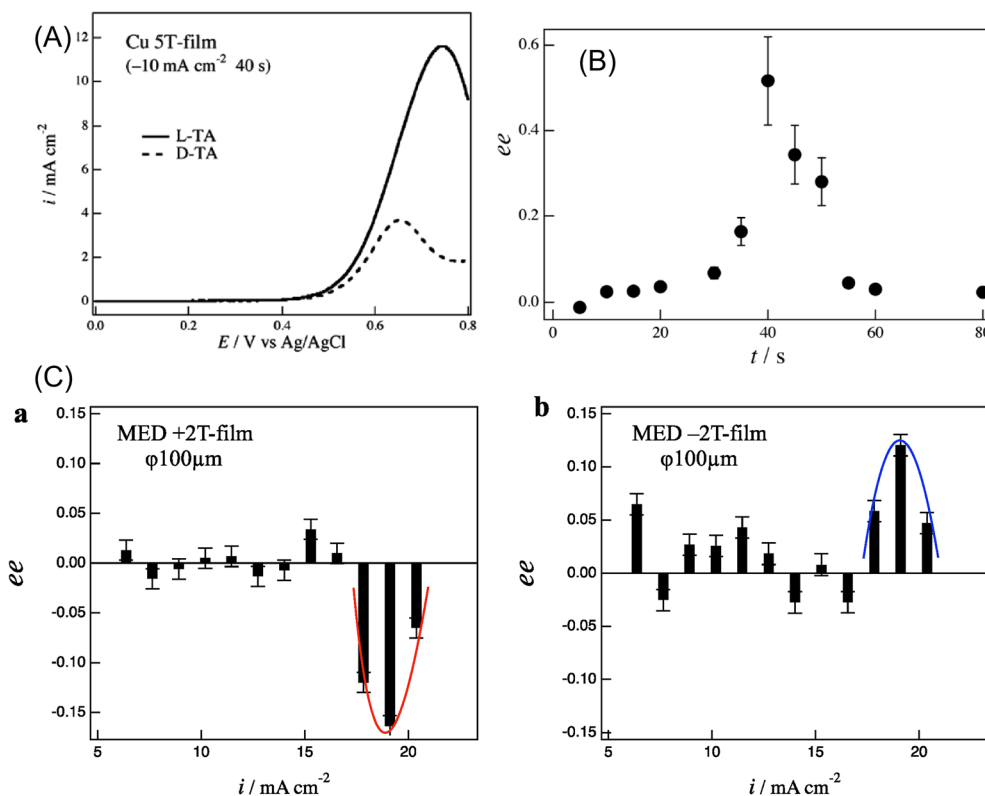 (A)
Cu 5T-film
(−10 mA cm⁻² 40 s)
L-TA
D-TA
i / mA cm⁻²
12
10
8
6
4
2
0
0.0 0.2 0.4 0.6 0.8
E / V vs Ag/AgCl
(B)
ee
0.6
0.4
0.2
0.0
0 20 40 60 80
t / s
(C)
a
MED +2T-film
φ100µm
ee
0.15
0.10
0.05
0.00
-0.05
-0.10
-0.15
5 10 15 20
i / mA cm⁻²
b
MED −2T-film
φ100µm
ee
0.15
0.10
0.05
0.00
-0.05
-0.10
-0.15
5 10 15 20
i / mA cm⁻²